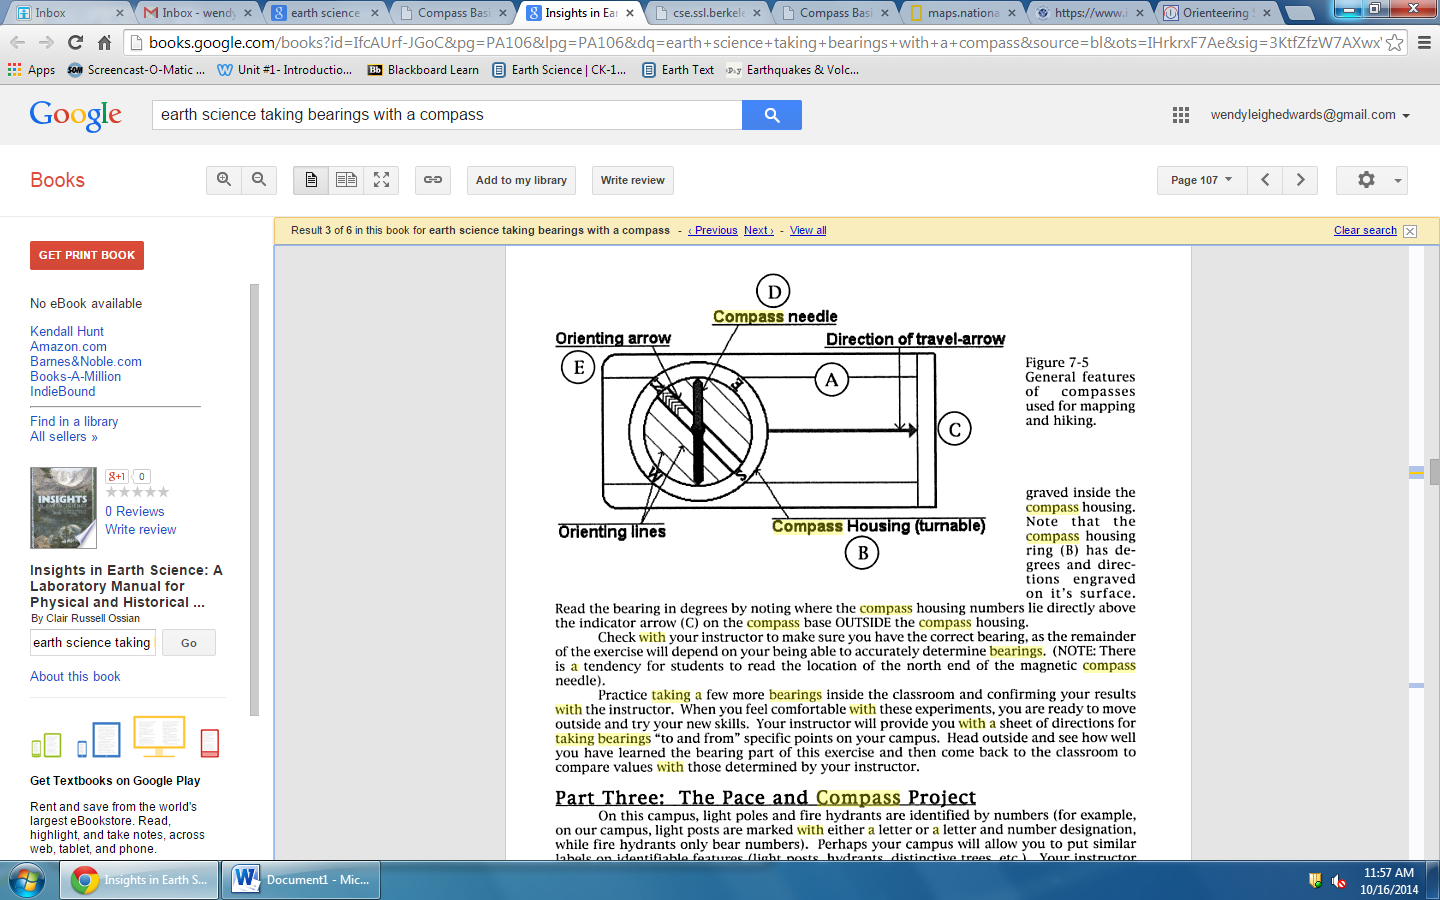 Inbox
Inbox - wendy
earth science
Compass Basi
Insights in Ear
cse.ssl.berkele
Compass Basi
maps.nationa
https://www.i
Orienteering S
books.google.com/books?id=IfcAUrf-JGoC&pg=PA106&lpg=PA106&dq=earth+science+taking+bearings+with+a+compass&source=bl&ots=IHrkrxF7Ae&sig=3KtfZfzW7AXwx
Apps
Screencast-O-Matic ...
Unit #1- Introductio...
Bb Blackboard Learn
Earth Science | CK-1...
Earth Text
Earthquakes & Volc...
Google
earth science taking bearings with a compass
wendyleighedwards@gmail.com
Books
Add to my library
Write review
Page 107
GET PRINT BOOK
Result 3 of 6 in this book for earth science taking bearings with a compass - ‹ Previous Next › - View all
Clear search
No eBook available
Kendall Hunt
Amazon.com
Barnes&Noble.com
Books-A-Million
IndieBound
Find in a library
All sellers »
g+1 0
INSIGHTS
0 Reviews
Write review
Insights in Earth Science: A
Laboratory Manual for
Physical and Historical ...
By Clair Russell Ossian
earth science taking
Go
About this book
Get Textbooks on Google Play
Rent and save from the world's
largest eBookstore. Read,
highlight, and take notes, across
web, tablet, and phone.
D
Compass needle
Orienting arrow
Direction of travel-arrow
E
A
N
E
C
W
S
Orienting lines
Compass Housing (turnable)
B
Figure 7-5
General features
of compasses
used for mapping
and hiking.
graved inside the
compass housing.
Note that the
compass housing
ring (B) has de-
grees and direc-
tions engraved
on it's surface.
Read the bearing in degrees by noting where the compass housing numbers lie directly above
the indicator arrow (C) on the compass base OUTSIDE the compass housing.
Check with your instructor to make sure you have the correct bearing, as the remainder
of the exercise will depend on your being able to accurately determine bearings. (NOTE: There
is a tendency for students to read the location of the north end of the magnetic compass
needle).
Practice taking a few more bearings inside the classroom and confirming your results
with the instructor. When you feel comfortable with these experiments, you are ready to move
outside and try your new skills. Your instructor will provide you with a sheet of directions for
taking bearings "to and from" specific points on your campus. Head outside and see how well
you have learned the bearing part of this exercise and then come back to the classroom to
compare values with those determined by your instructor.
Part Three: The Pace and Compass Project
On this campus, light poles and fire hydrants are identified by numbers (for example,
on our campus, light posts are marked with either a letter or a letter and number designation,
while fire hydrants only bear numbers). Perhaps your campus will allow you to put similar
labels on identifiable features (light posts, hydrants, distinctive trees, etc.). Your instructor
Insights in Earth S...
Document1 - Mic...
11:57 AM
10/16/2014